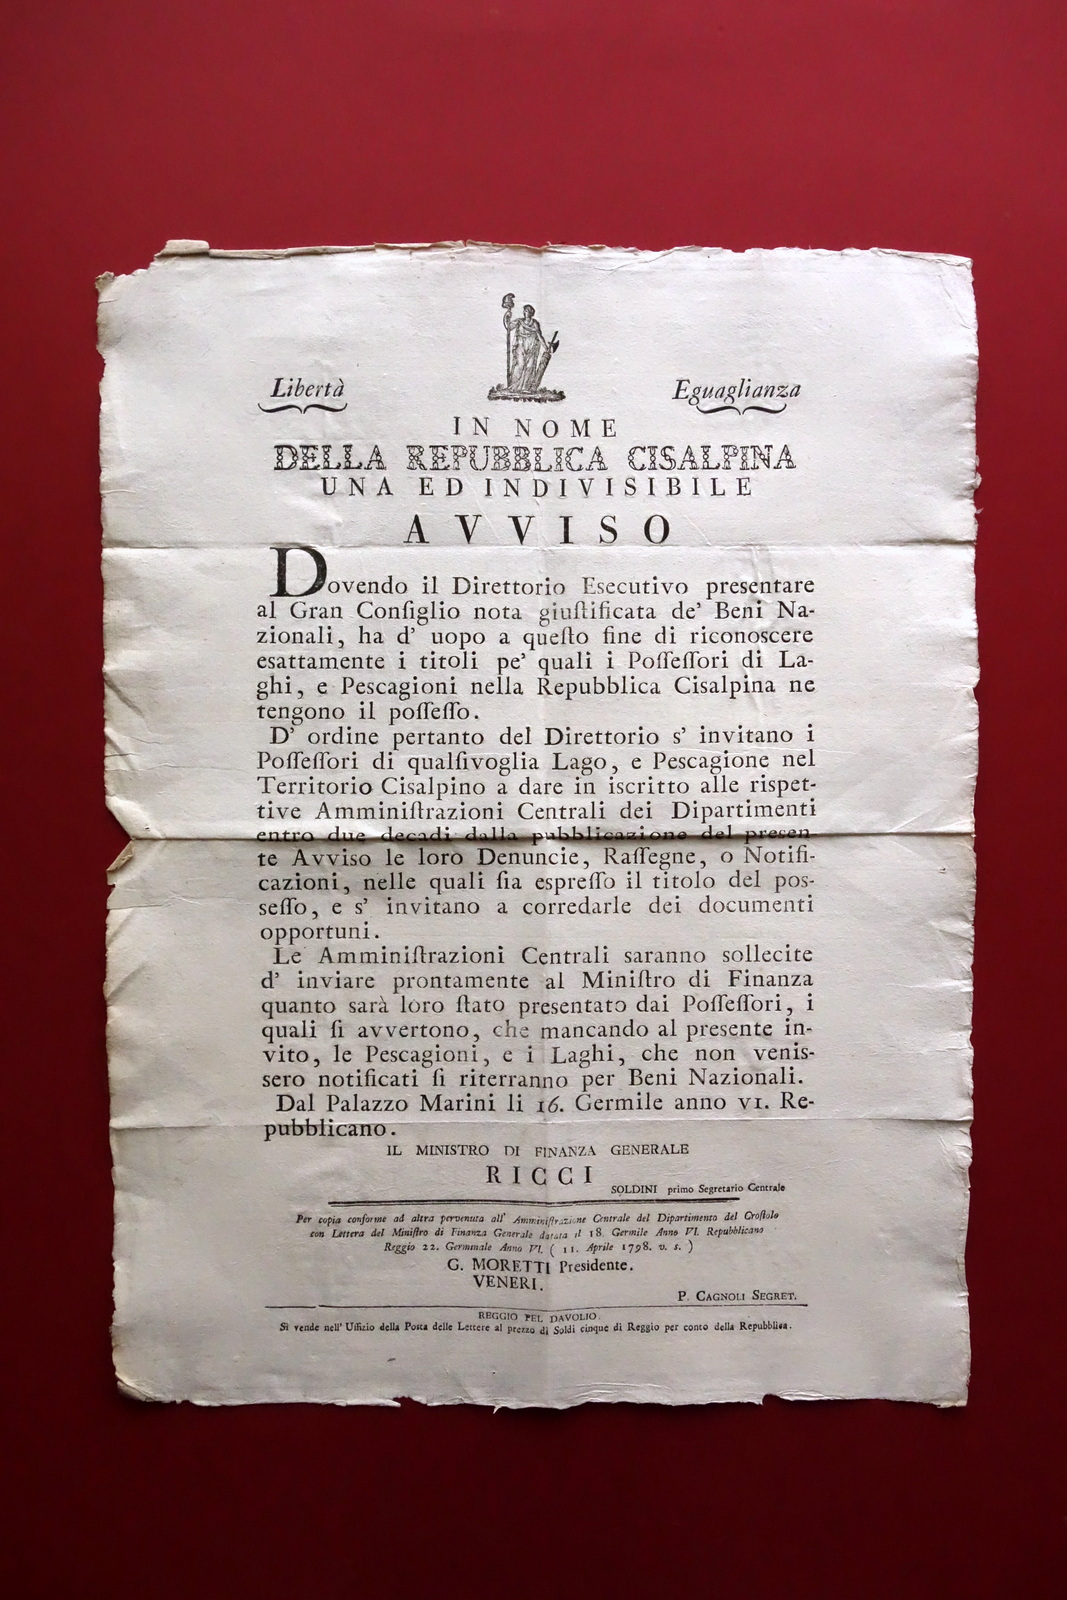 Libertà Eguaglianza
IN NOME
DELLA REPUBBLICA CISALPINA
UNA ED INDIVISIBILE
AVVISO
Dovendo il Direttorio Esecutivo presentare
al Gran Conſiglio nota giuſtificata de' Beni Na-
zionali, ha d' uopo a queſto fine di riconoscere
esattamente i titoli pe' quali i Poſſeſſori di La-
ghi, e Pescagioni nella Repubblica Cisalpina ne
tengono il poſſeſſo.
D' ordine pertanto del Direttorio s' invitano i
Poſſeſſori di qualſivoglia Lago, e Pescagione nel
Territorio Cisalpino a dare in iscritto alle rispet-
tive Amminiſtrazioni Centrali dei Dipartimenti
entro due decadi dalla pubblicazione del presen-
te Avviso le loro Denuncie, Raſſegne, o Notifi-
cazioni, nelle quali ſia espreſſo il titolo del pos-
seſſo, e s' invitano a corredarle dei documenti
opportuni.
Le Amminiſtrazioni Centrali saranno sollecite
d' inviare prontamente al Miniſtro di Finanza
quanto sarà loro ſtato presentato dai Poſſeſſori, i
quali ſi avvertono, che mancando al presente in-
vito, le Pescagioni, e i Laghi, che non venis-
sero notificati ſi riterranno per Beni Nazionali.
Dal Palazzo Marini li 16. Germile anno VI. Re-
pubblicano.
IL MINISTRO DI FINANZA GENERALE
RICCI
SOLDINI primo Segretario Centrale
Per copia conforme ad altra pervenuta all' Amminiſtrazione Centrale del Dipartimento del Croſtolo
con Lettera del Miniſtro di Finanza Generale datata il 18. Germile Anno VI. Repubblicano
Reggio 22. Germinale Anno VI. ( 11. Aprile 1798. v. s. )
G. MORETTI Presidente.
VENERI.
P. CAGNOLI SEGRET.
REGGIO PEL DAVOLIO.
Si vende nell' Uffizio della Posta delle Lettere al prezzo di Soldi cinque di Reggio per conto della Repubblica.